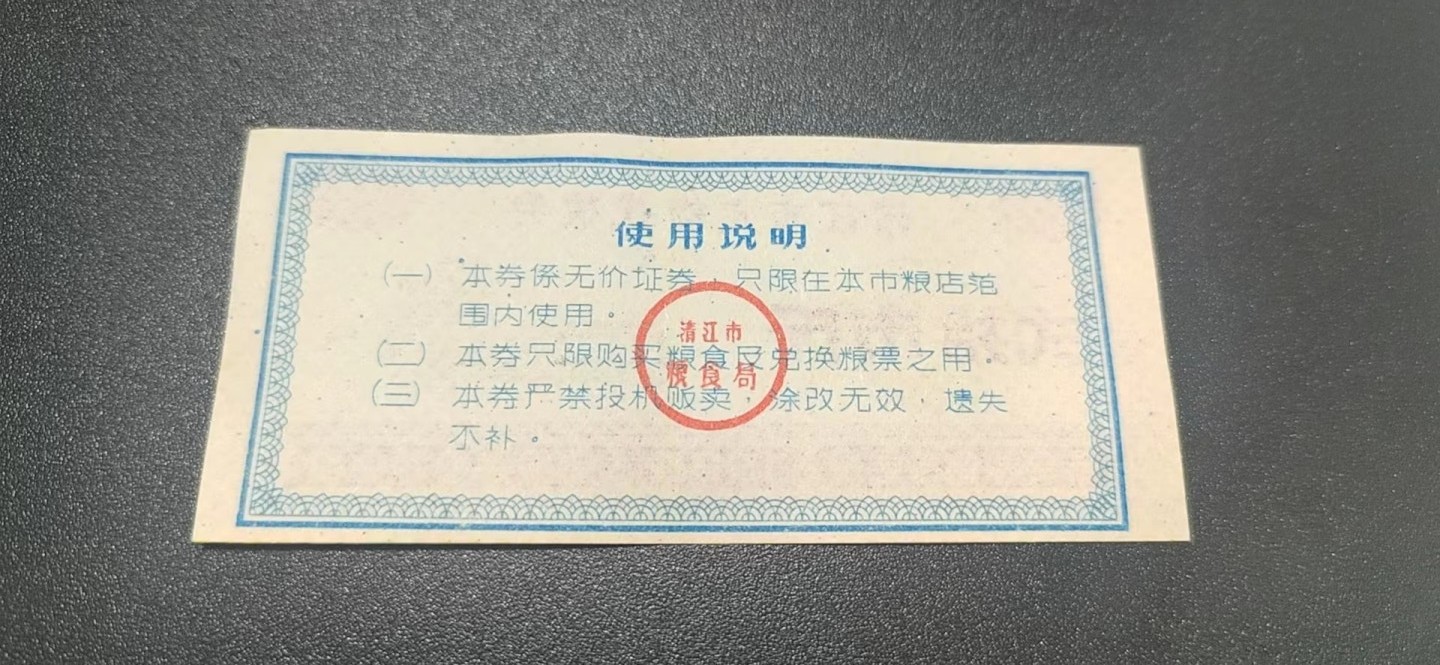 使用说明
(一) 本券係无价证券，只限在本市粮店范
围内使用。
(二) 本券只限购买粮食及兑换粮票之用。
(三) 本券严禁投机贩卖，涂改无效，遗失
不补。
清江市
粮食局